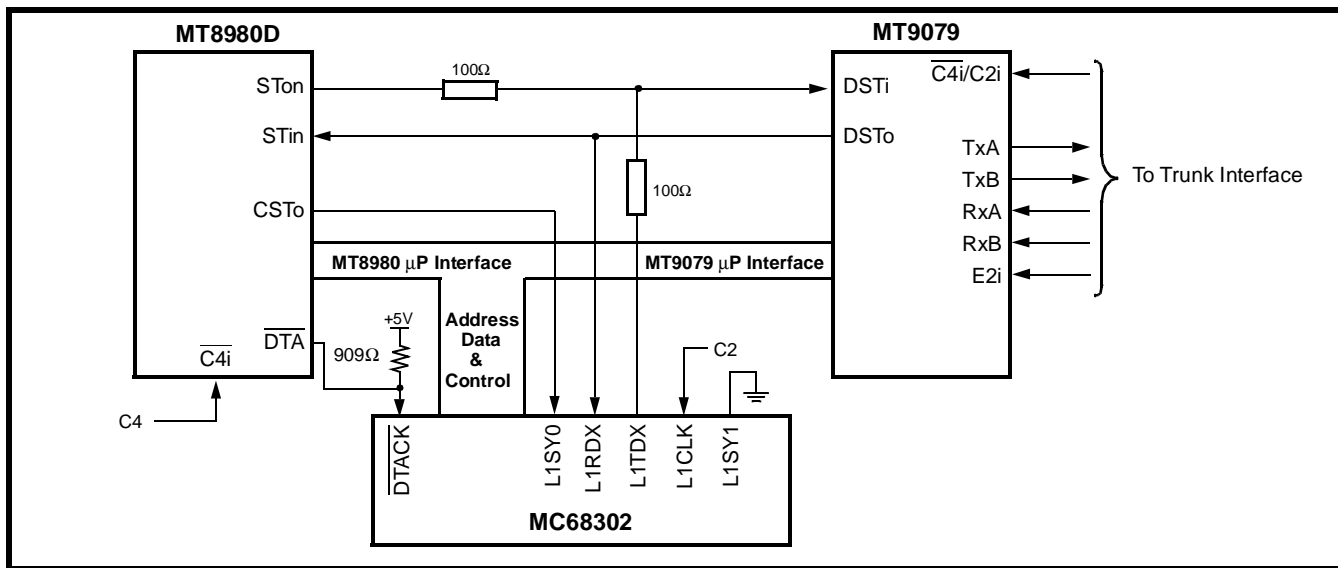 MT8980D
MT9079
STon
100Ω
DSTi
C4i/C2i
STin
DSTo
TxA
TxB
100Ω
To Trunk Interface
CSTo
RxA
RxB
E2i
MT8980 µP Interface
MT9079 µP Interface
+5V
Address
Data
&
Control
DTA
909Ω
C4i
C2
C4
DTACK
L1SY0
L1RDX
L1TDX
L1CLK
L1SY1
MC68302